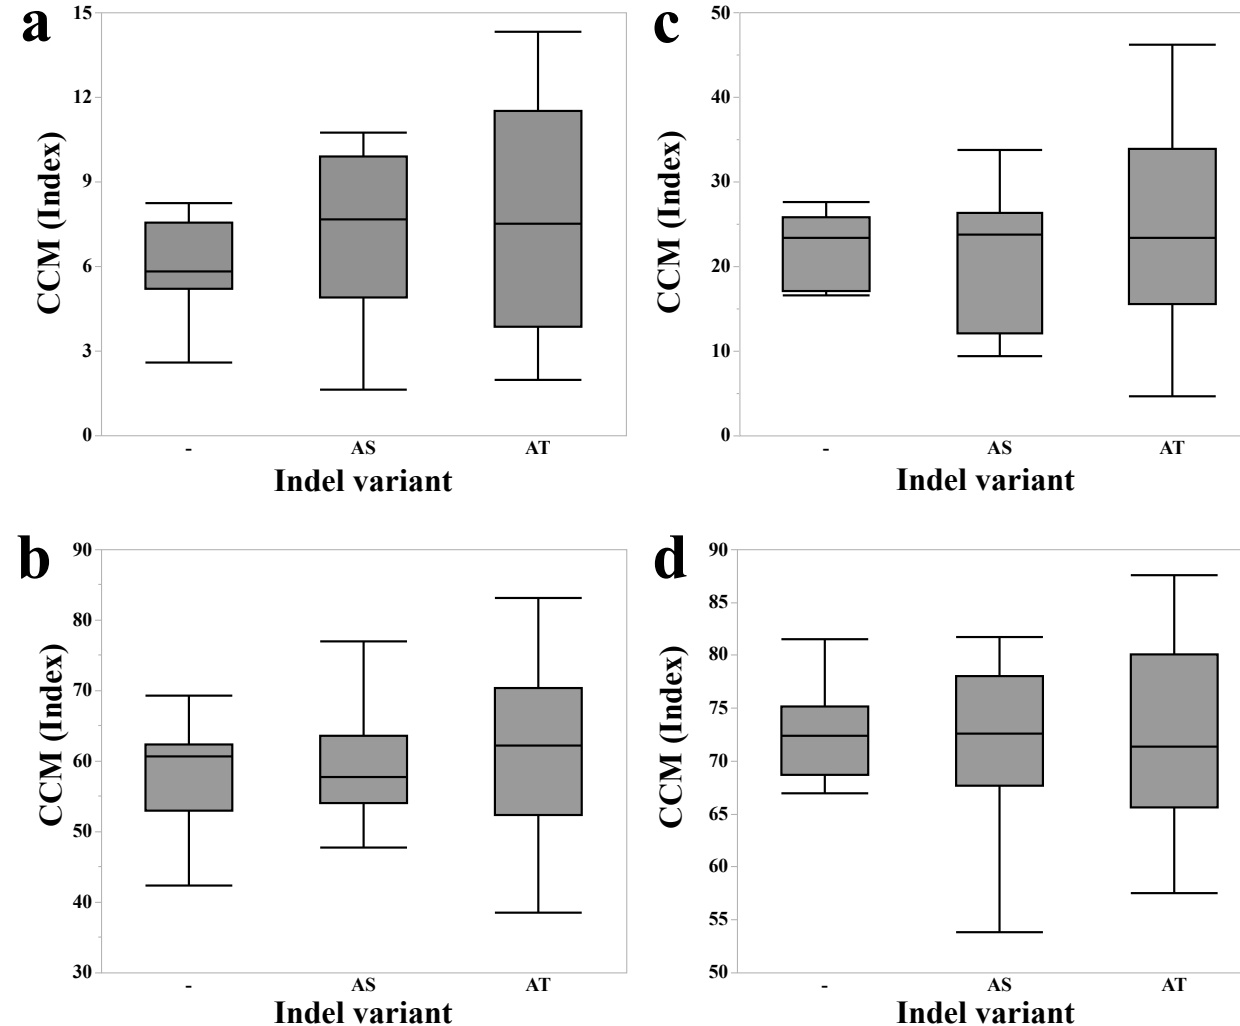 a
15
12
9
6
3
0
CCM (Index)
- AS AT
Indel variant
c
50
40
30
20
10
0
CCM (Index)
- AS AT
Indel variant
b
90
80
70
60
50
40
30
CCM (Index)
- AS AT
Indel variant
d
90
85
80
75
70
65
60
55
50
CCM (Index)
- AS AT
Indel variant